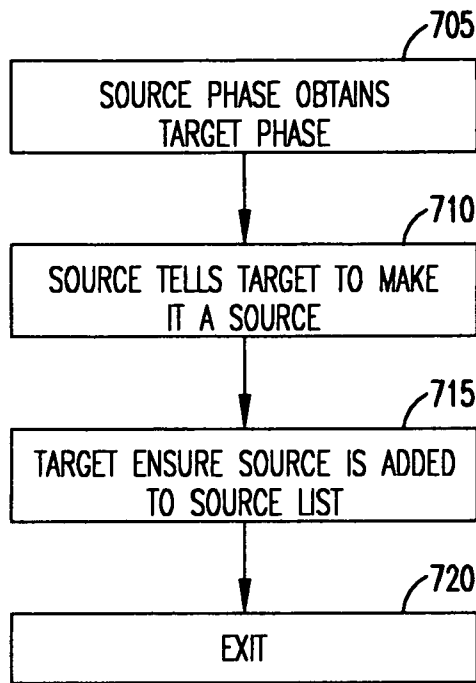 705
SOURCE PHASE OBTAINS
TARGET PHASE
710
SOURCE TELLS TARGET TO MAKE
IT A SOURCE
715
TARGET ENSURE SOURCE IS ADDED
TO SOURCE LIST
720
EXIT